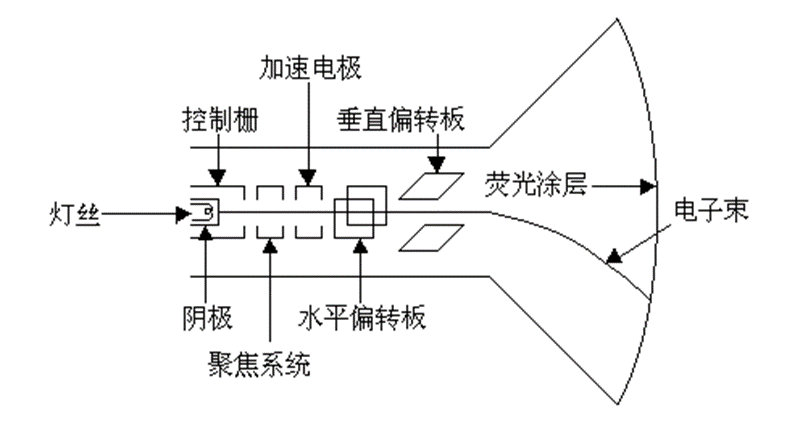 加速电极
控制栅
垂直偏转板
荧光涂层
灯丝
电子束
阴极
水平偏转板
聚焦系统